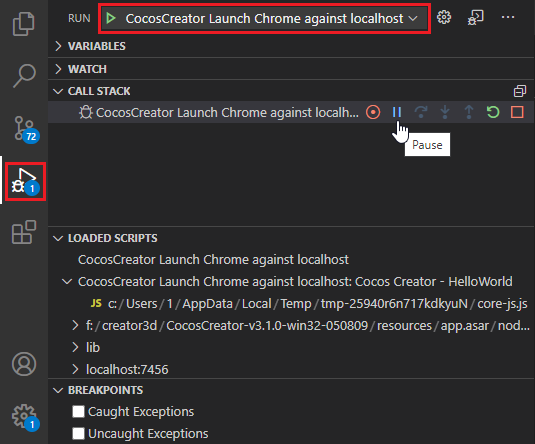 RUN
CocosCreator Launch Chrome against localhost
VARIABLES
WATCH
CALL STACK
CocosCreator Launch Chrome against localh...
72
Pause
1
LOADED SCRIPTS
CocosCreator Launch Chrome against localhost
CocosCreator Launch Chrome against localhost: Cocos Creator - HelloWorld
JS c:/Users/1/AppData/Local/Temp/tmp-25940r6n717kdkyuN/core-js.js
f:/creator3d/CocosCreator-v3.1.0-win32-050809/resources/app.asar/nod...
lib
localhost:7456
BREAKPOINTS
Caught Exceptions
1
Uncaught Exceptions